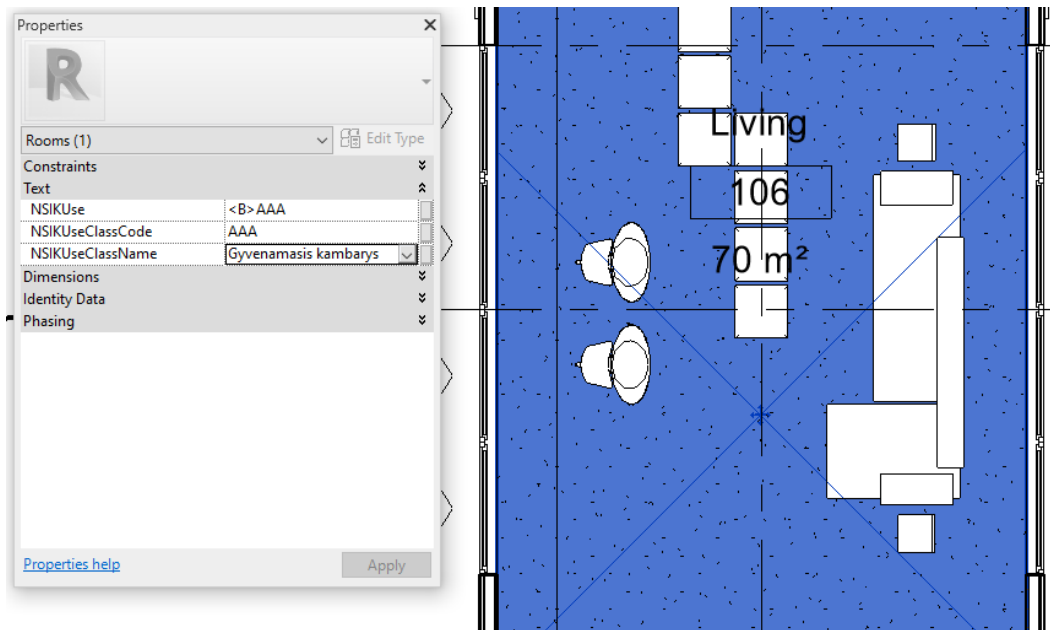 Properties
R
Rooms (1)
Edit Type
Constraints
Text
NSIKUse <B>AAA
NSIKUseClassCode AAA
NSIKUseClassName Gyvenamasis kambarys
Dimensions
Identity Data
Phasing
Properties help
Apply
Living
106
70 m²